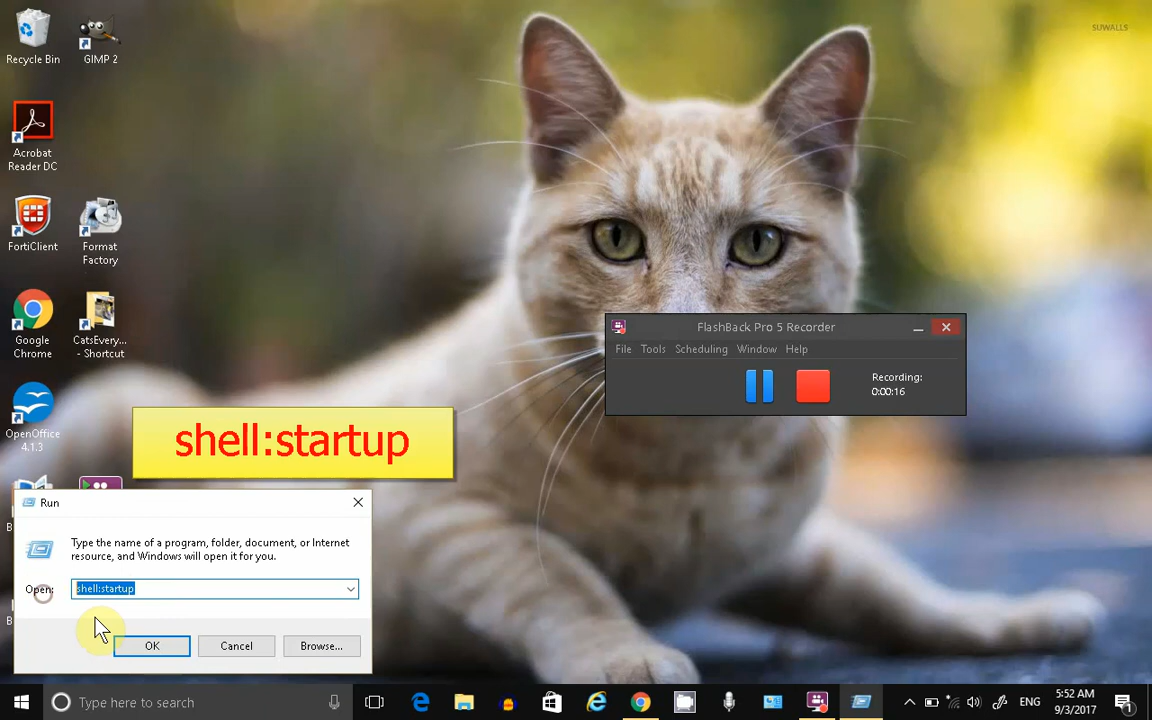 SUWALLS
Recycle Bin
GIMP 2
Acrobat
Reader DC
FortiClient
Format
Factory
Google
Chrome
CatsEvery...
- Shortcut
OpenOffice
4.1.3
FlashBack Pro 5 Recorder
File Tools Scheduling Window Help
Recording:
0:00:16
shell:startup
Run
Type the name of a program, folder, document, or Internet
resource, and Windows will open it for you.
Open: shell:startup
OK Cancel Browse...
Type here to search
ENG
5:52 AM
9/3/2017
1